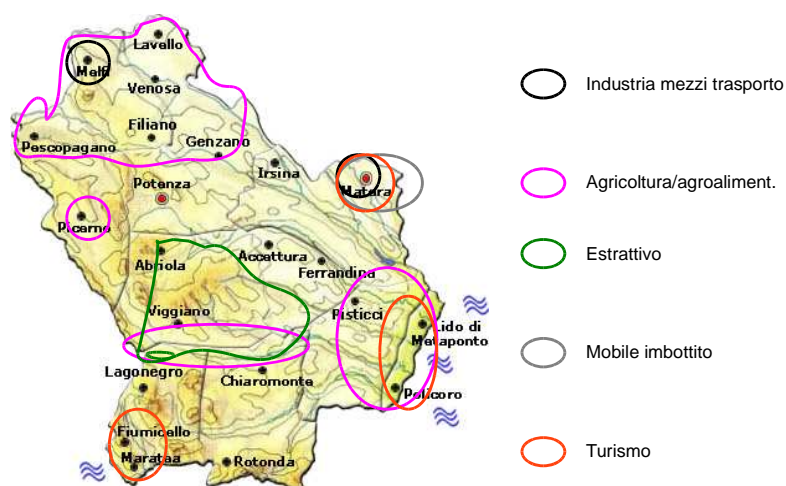 Lavello
Melfi
Venosa
Filiano
Pescopagano
Genzano
Irsina
Potenza
Matera
Picerno
Abriola
Accettura
Ferrandina
Viggiano
Pisticci
Lido di
Metaponto
Lagonegro
Chiaromonte
Policoro
Fiumicello
Maratea
Rotonda
Industria mezzi trasporto
Agricoltura/agroaliment.
Estrattivo
Mobile imbottito
Turismo